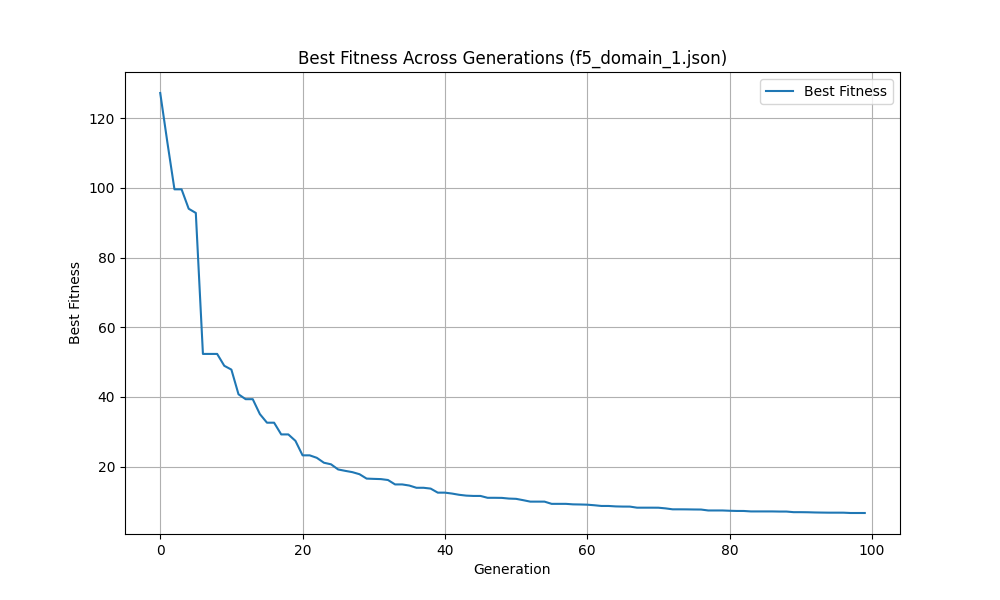 Best Fitness Across Generations (f5_domain_1.json)
Best Fitness
120
100
80
60
40
20
Best Fitness
0 20 40 60 80 100
Generation